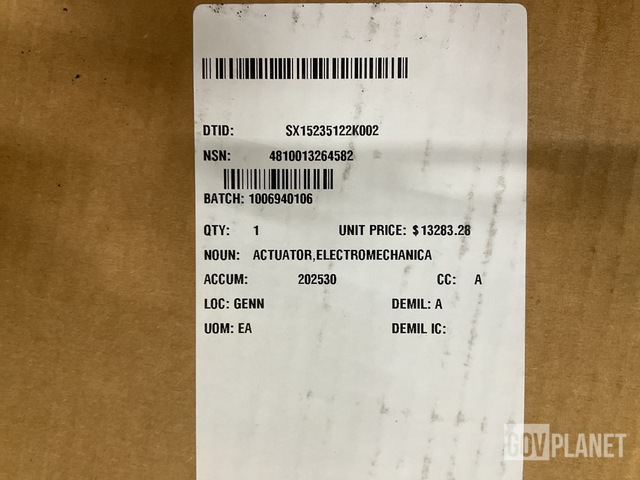 DTID: SX15235122K002
NSN: 4810013264582
BATCH: 1006940106
QTY: 1 UNIT PRICE: $ 13283.28
NOUN: ACTUATOR,ELECTROMECHANICA
ACCUM: 202530 CC: A
LOC: GENN DEMIL: A
UOM: EA DEMIL IC:
GOVPLANET